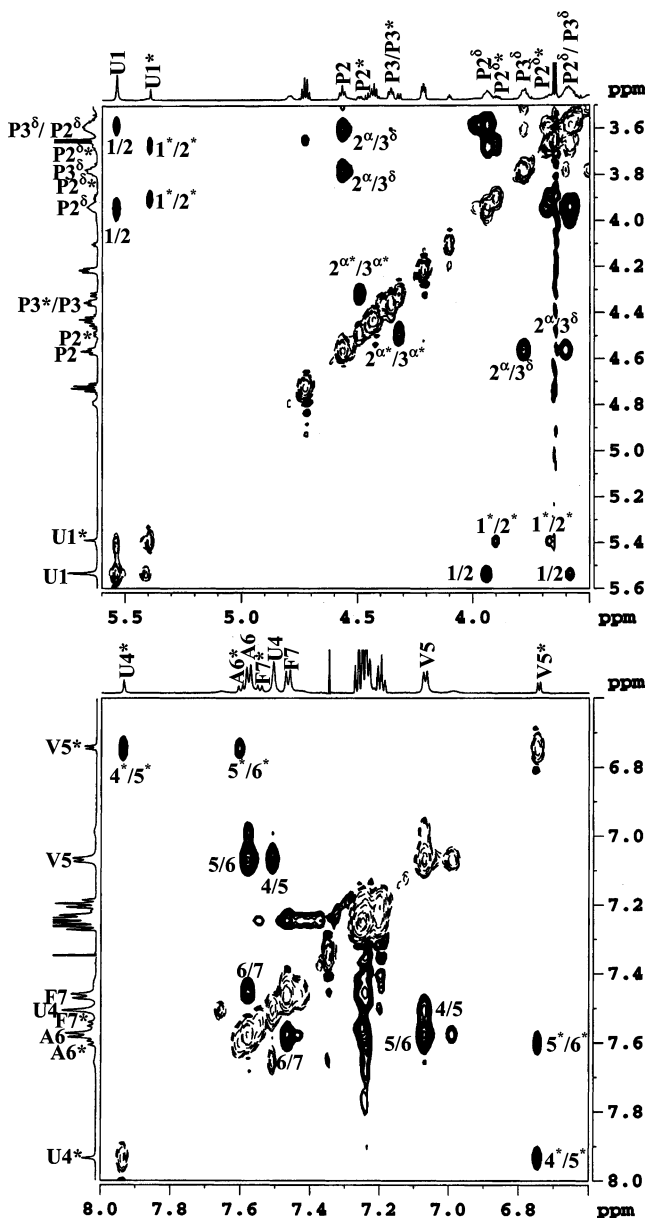 U1
U1*
P2
P2*
P3/P3*
P2δ
P2δ*
P3δ
P2δ*
P2δ/ P3δ
ppm
P3δ/ P2δ
P2δ*
P3δ
P2δ*
P2δ
P3*/P3
P2*
P2
U1*
U1
1/2
1*/2*
2α/3δ
1*/2*
2α/3δ
1/2
2α*/3α*
2α/3δ
2α*/3α*
2α/3δ
1*/2*
1*/2*
1/2
1/2
3.6
3.8
4.0
4.2
4.4
4.6
4.8
5.0
5.2
5.4
5.6
5.5
5.0
4.5
4.0
ppm
U4*
A6*
A6
F7*
U4
F7
V5
V5*
ppm
V5*
V5
F7
U4
F7*
A6
A6*
U4*
4*/5*
5*/6*
5/6
4/5
6/7
4/5
5/6
5*/6*
6/7
4*/5*
6.8
7.0
7.2
7.4
7.6
7.8
8.0
8.0
7.8
7.6
7.4
7.2
7.0
6.8
ppm